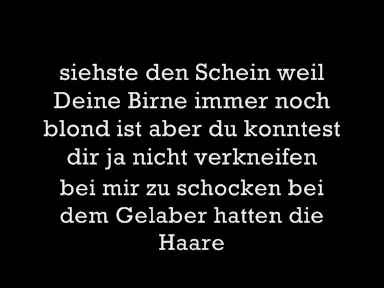 siehste den Schein weil
Deine Birne immer noch
blond ist aber du konntest
dir ja nicht verkneifen
bei mir zu schocken bei
dem Gelaber hatten die
Haare